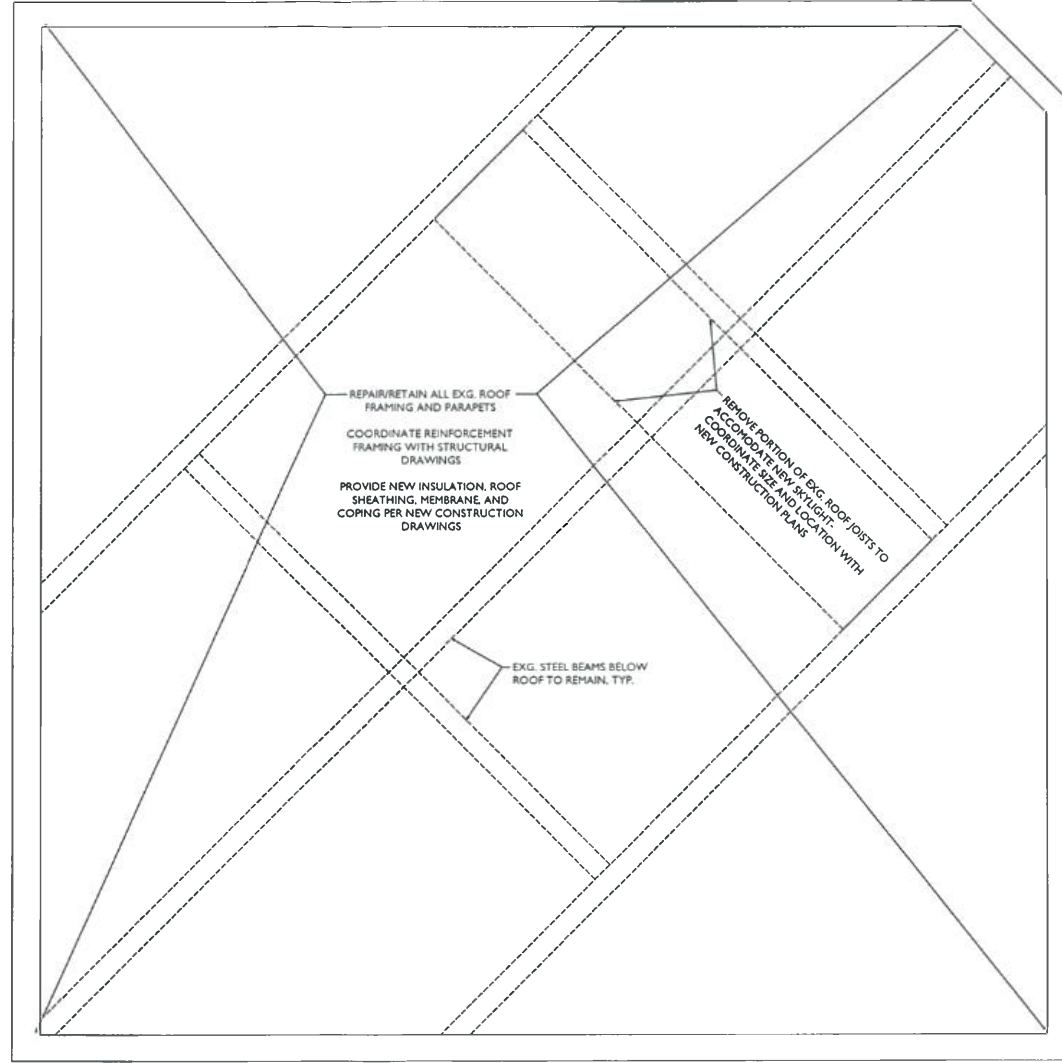 REPAIR/RETAIN ALL EXG. ROOF
FRAMING AND PARAPETS
COORDINATE REINFORCEMENT
FRAMING WITH STRUCTURAL
DRAWINGS
PROVIDE NEW INSULATION, ROOF
SHEATHING, MEMBRANE, AND
COPING PER NEW CONSTRUCTION
DRAWINGS
REMOVE PORTION OF EXG. ROOF JOISTS TO
ACCOMODATE NEW SKYLIGHT.
COORDINATE SIZE AND LOCATION WITH
NEW CONSTRUCTION PLANS
EXG. STEEL BEAMS BELOW
ROOF TO REMAIN, TYP.